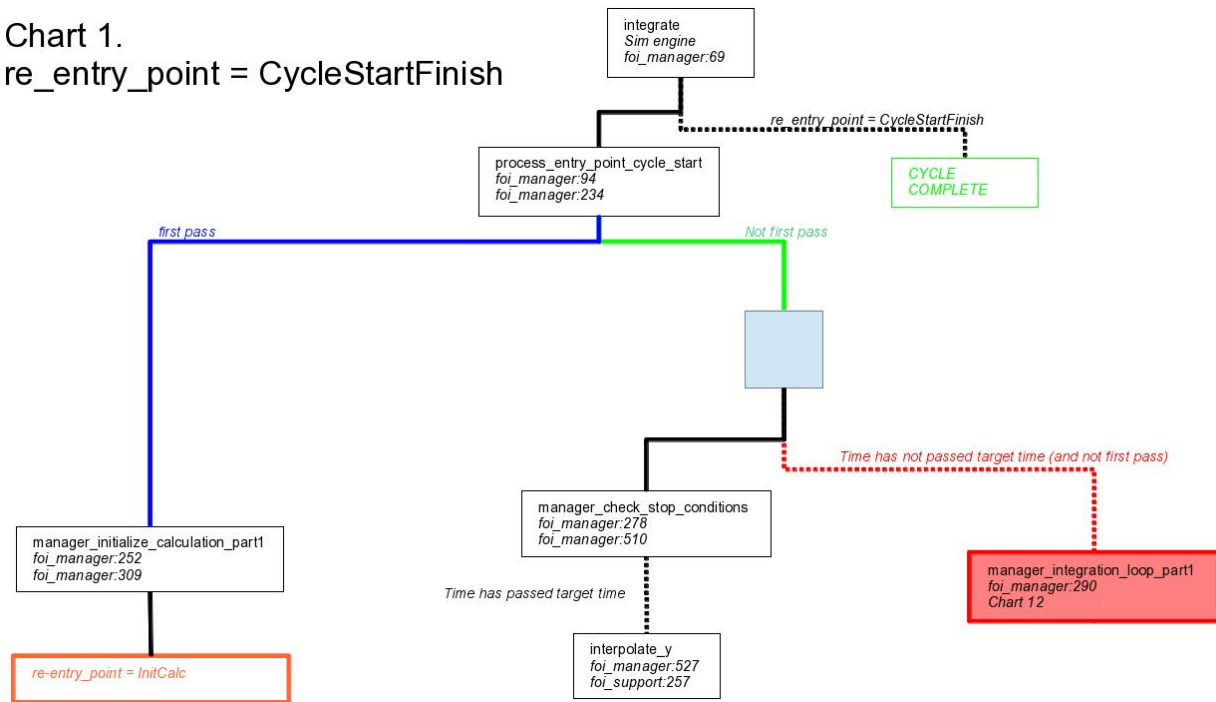 Chart 1.
re_entry_point = CycleStartFinish
integrate
Sim engine
foi_manager:69
re_entry_point = CycleStartFinish
process_entry_point_cycle_start
foi_manager:94
foi_manager:234
CYCLE
COMPLETE
first pass
Not first pass
Time has not passed target time (and not first pass)
manager_check_stop_conditions
foi_manager:278
foi_manager:510
manager_initialize_calculation_part1
foi_manager:252
foi_manager:309
manager_integration_loop_part1
foi_manager:290
Chart 12
Time has passed target time
interpolate_y
foi_manager:527
foi_support:257
re-entry_point = InitCalc